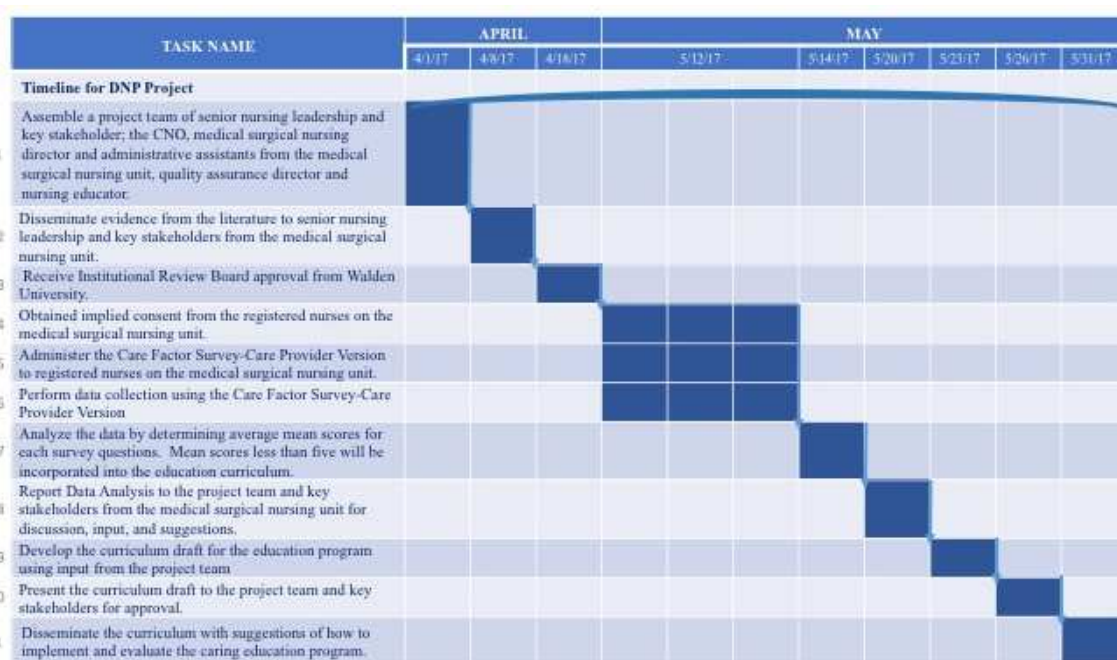 TASK NAME
APRIL
MAY
4/1/17
4/8/17
4/18/17
5/12/17
5/14/17
5/20/17
5/23/17
5/26/17
5/31/17
Timeline for DNP Project
Assemble a project team of senior nursing leadership and
key stakeholder; the CNO, medical surgical nursing
director and administrative assistants from the medical
surgical nursing unit, quality assurance director and
nursing educator.
2
Disseminate evidence from the literature to senior nursing
leadership and key stakeholders from the medical surgical
nursing unit.
3
Receive Institutional Review Board approval from Walden
University.
4
Obtained implied consent from the registered nurses on the
medical surgical nursing unit.
5
Administer the Care Factor Survey-Care Provider Version
to registered nurses on the medical surgical nursing unit.
6
Perform data collection using the Care Factor Survey-Care
Provider Version
7
Analyze the data by determining average mean scores for
each survey questions. Mean scores less than five will be
incorporated into the education curriculum.
Report Data Analysis to the project team and key
stakeholders from the medical surgical nursing unit for
discussion, input, and suggestions.
9
Develop the curriculum draft for the education program
using input from the project team
0
Present the curriculum draft to the project team and key
stakeholders for approval.
Disseminate the curriculum with suggestions of how to
implement and evaluate the caring education program.